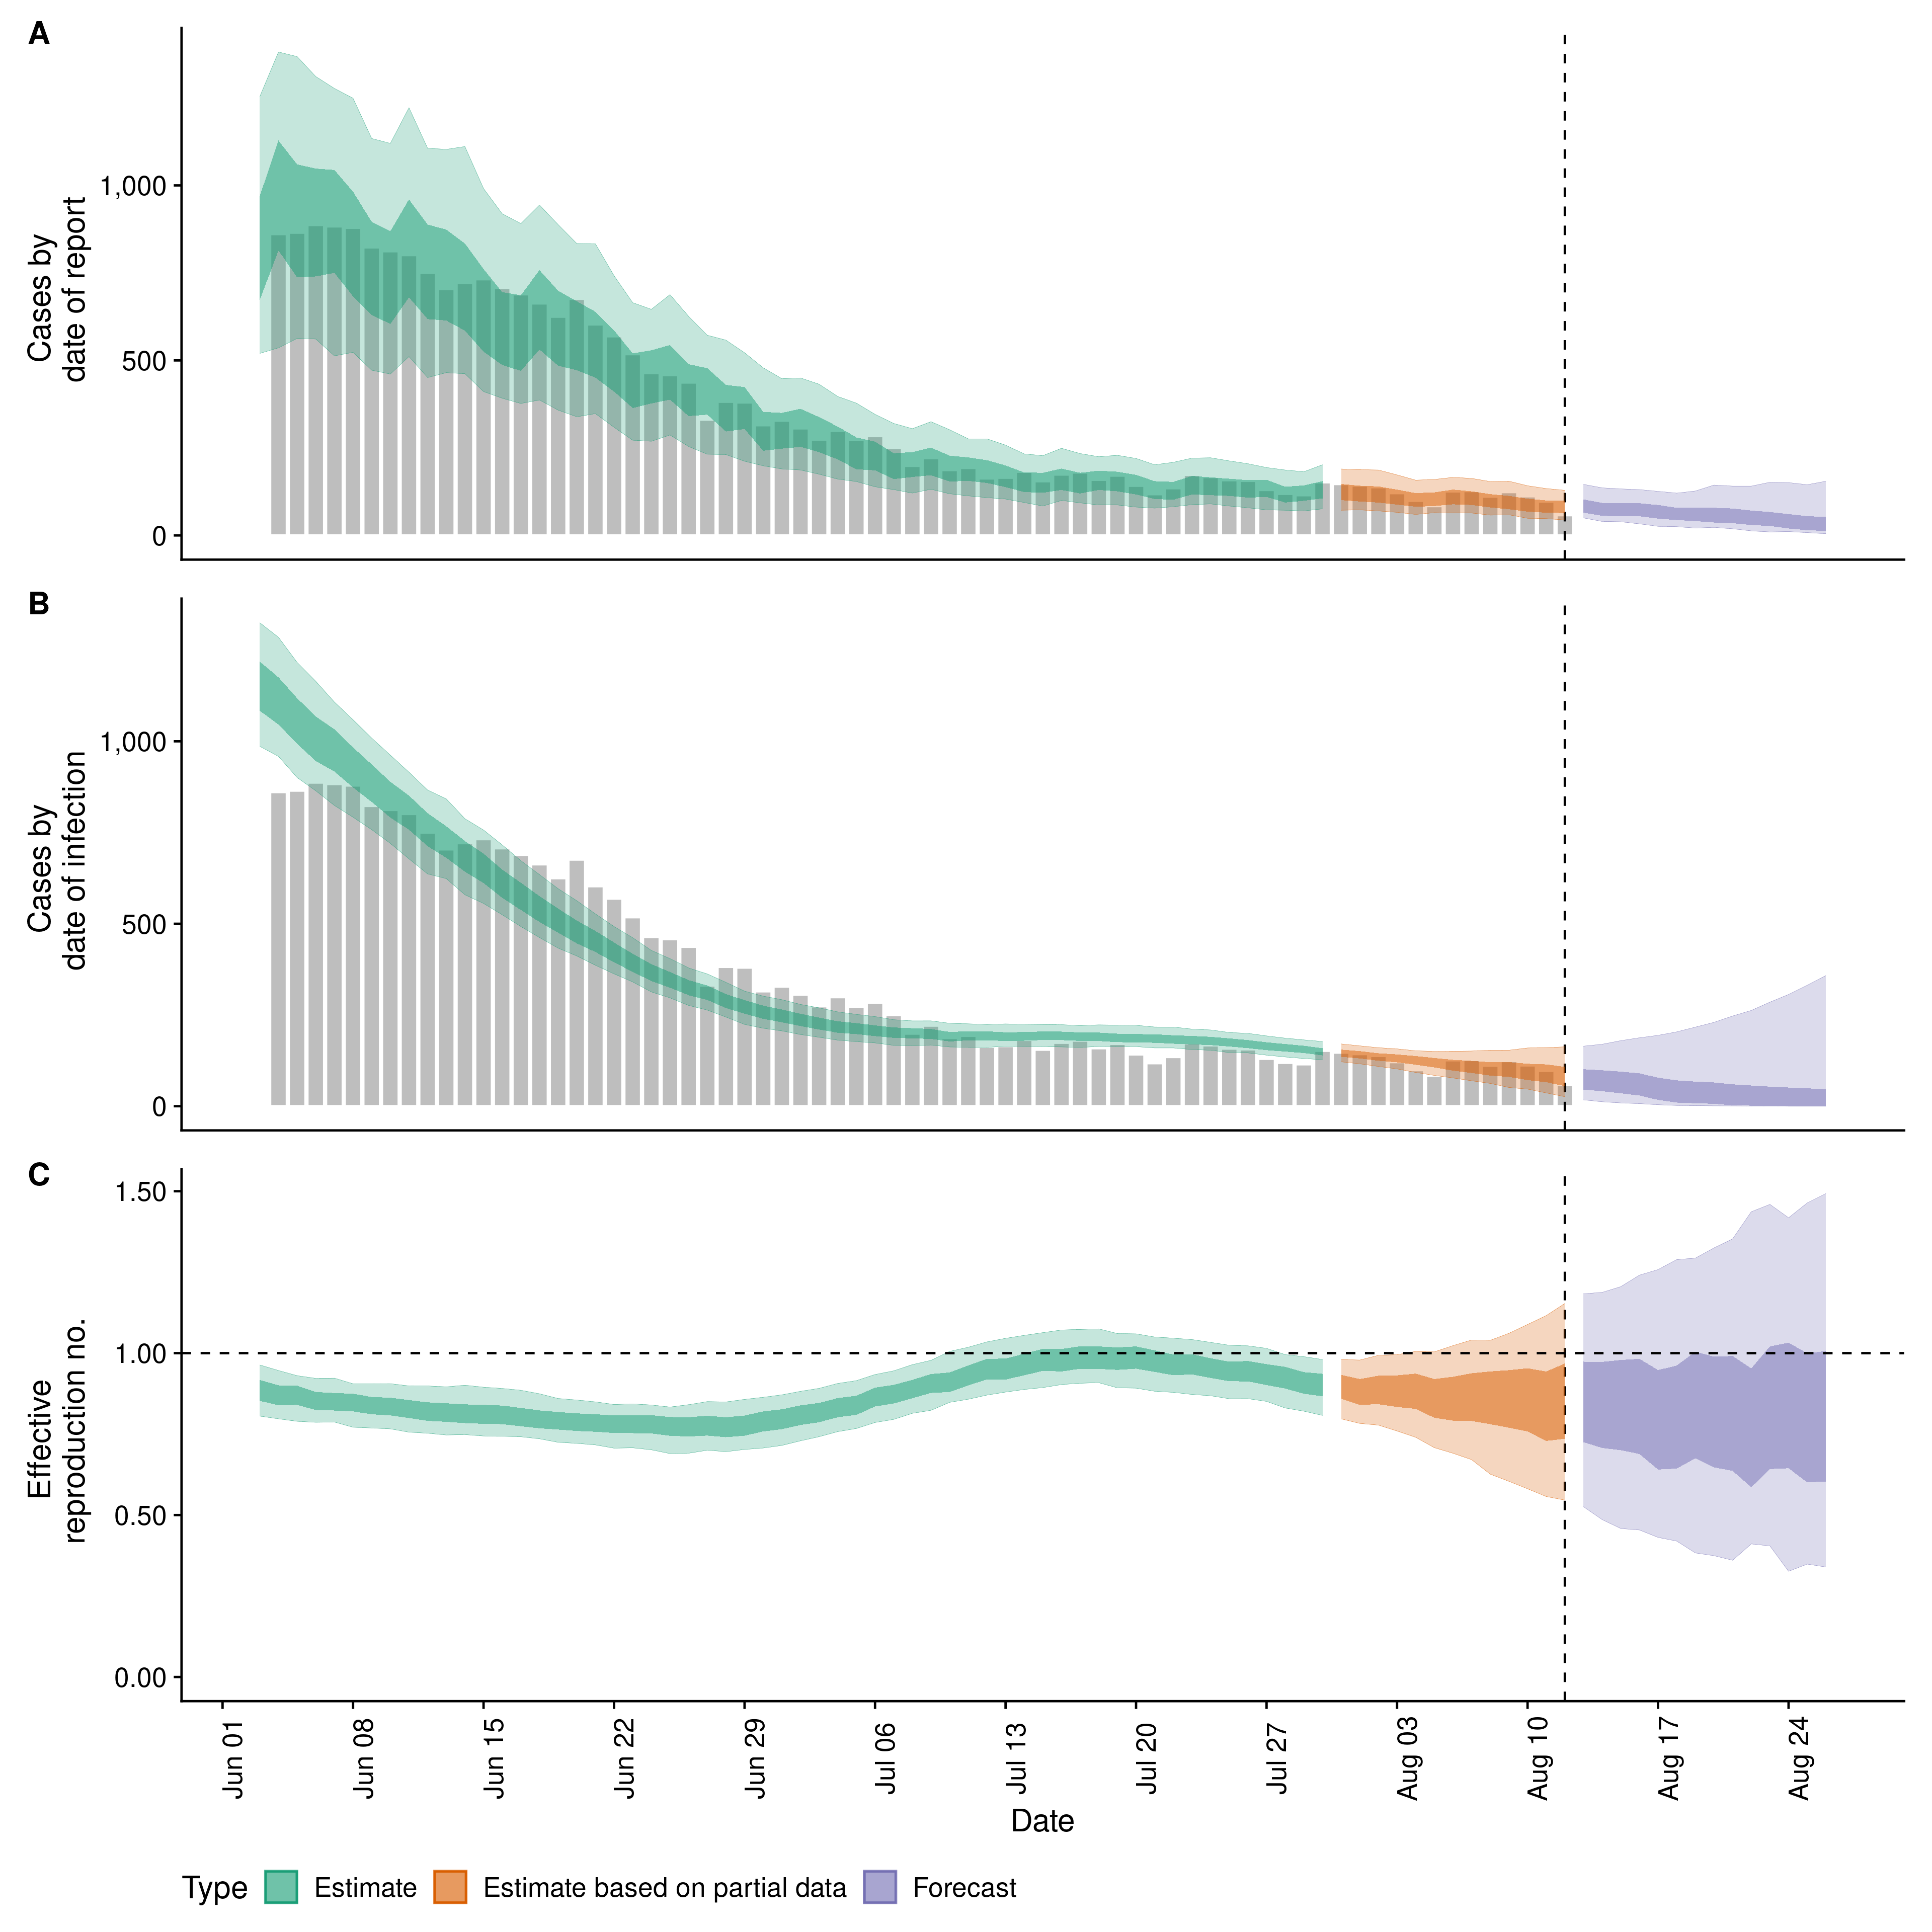 A
Cases by
date of report
1,000
500
0
B
Cases by
date of infection
1,000
500
0
C
Effective
reproduction no.
1.50
1.00
0.50
0.00
Jun 01
Jun 08
Jun 15
Jun 22
Jun 29
Jul 06
Jul 13
Jul 20
Jul 27
Aug 03
Aug 10
Aug 17
Aug 24
Date
Type Estimate Estimate based on partial data Forecast